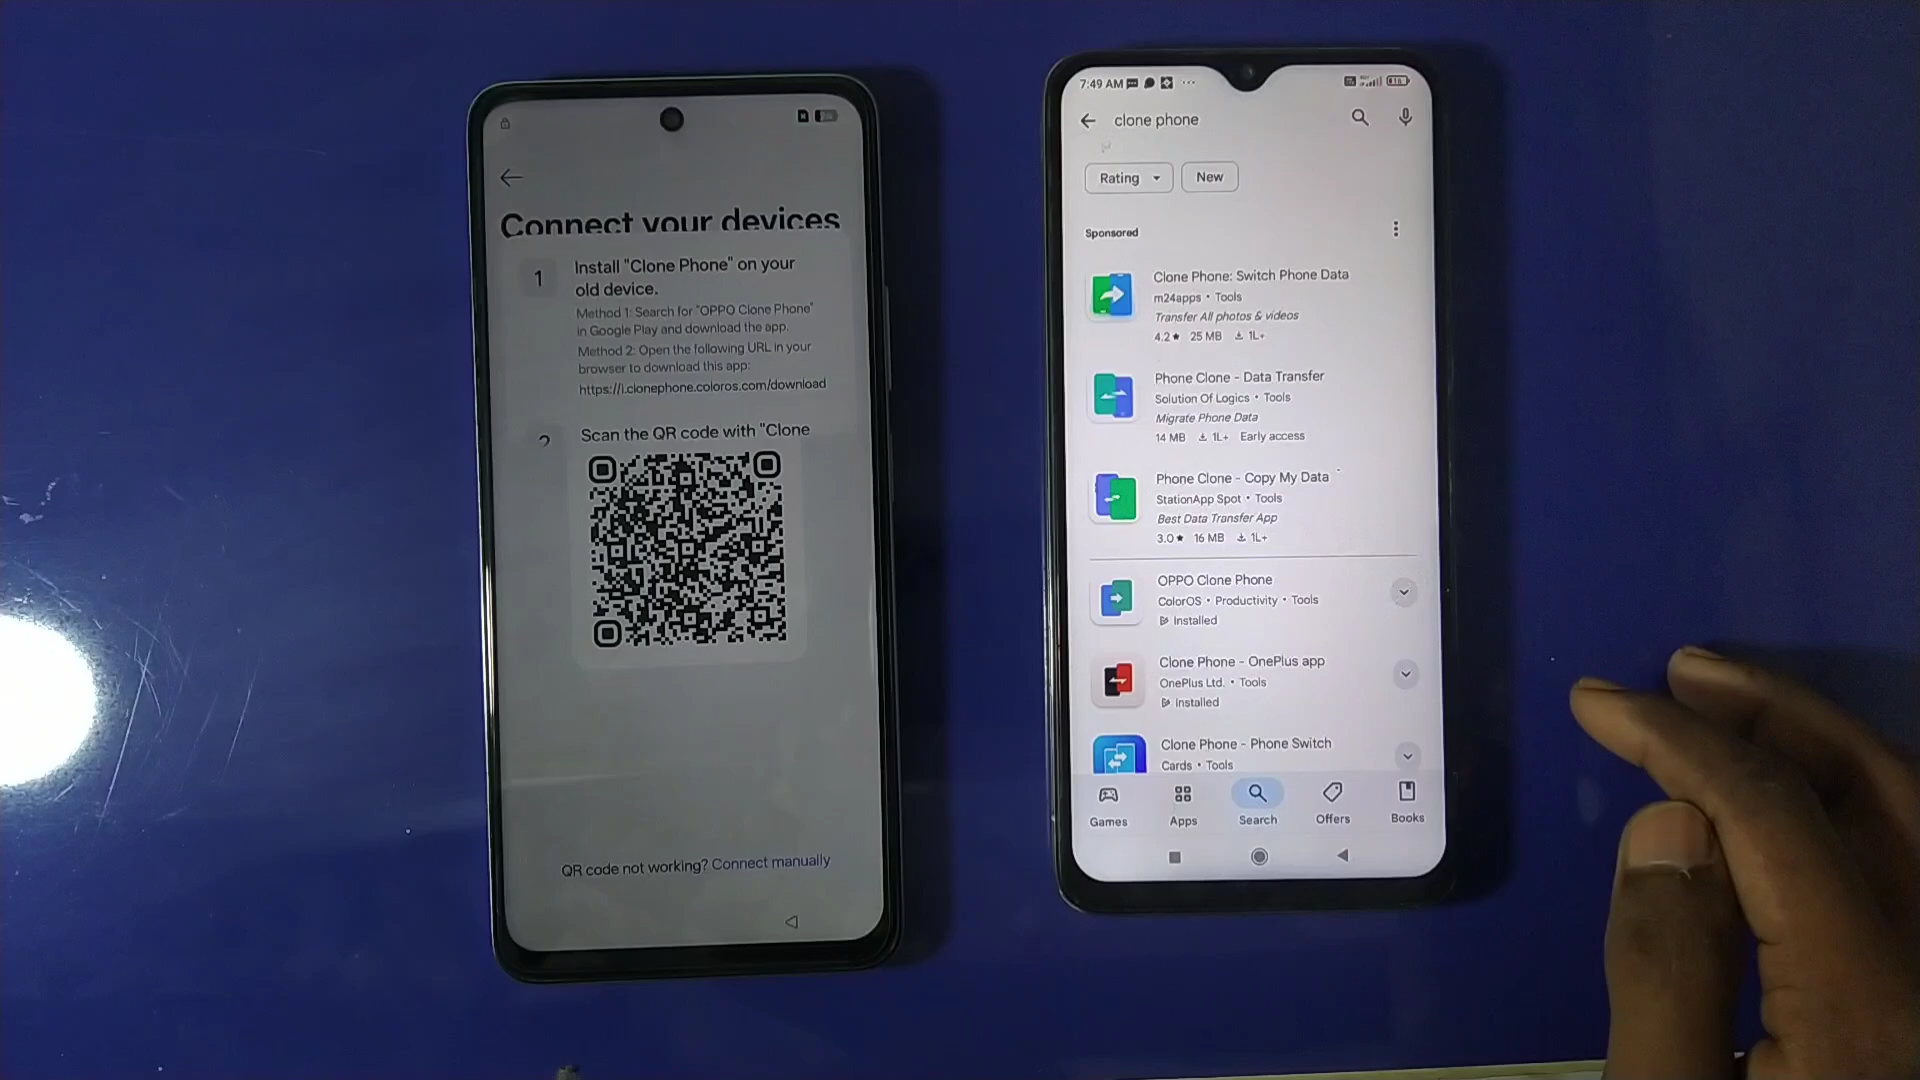 Connect your devices
1
Install "Clone Phone" on your
old device.
Method 1: Search for "OPPO Clone Phone"
in Google Play and download the app.
Method 2: Open the following URL in your
browser to download this app:
https://i.clonephone.coloros.com/download
2
Scan the QR code with "Clone
QR code not working? Connect manually
7:49 AM
clone phone
Rating
New
Sponsored
Clone Phone: Switch Phone Data
m24apps • Tools
Transfer All photos & videos
4.2★ 25 MB 1L+
Phone Clone - Data Transfer
Solution Of Logics • Tools
Migrate Phone Data
14 MB 1L+ Early access
Phone Clone - Copy My Data
StationApp Spot • Tools
Best Data Transfer App
3.0★ 16 MB 1L+
OPPO Clone Phone
ColorOS • Productivity • Tools
Installed
Clone Phone - OnePlus app
OnePlus Ltd. • Tools
Installed
Clone Phone - Phone Switch
Cards • Tools
Games
Apps
Search
Offers
Books